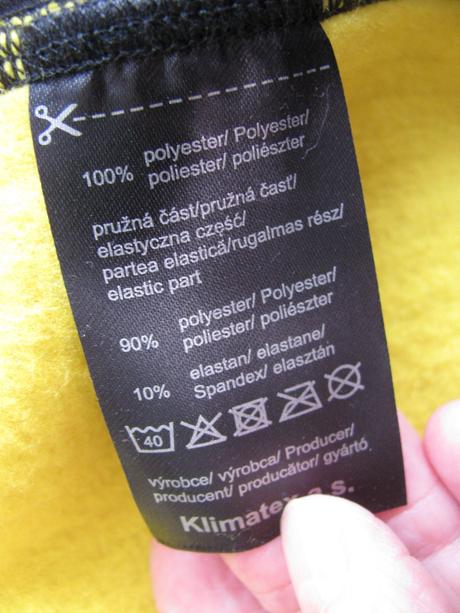 100% polyester/ Polyester/
poliester/ poliészter
pružná část/pružná časť/
elastyczna część/
partea elastică/rugalmas rész/
elastic part
90% polyester/ Polyester/
poliester/ poliészter
10% elastan/ elastane/
Spandex/ elasztán
40
výrobce/ výrobca/ Producer/
producent/ producător/ gyártó
Klimatex a.s.